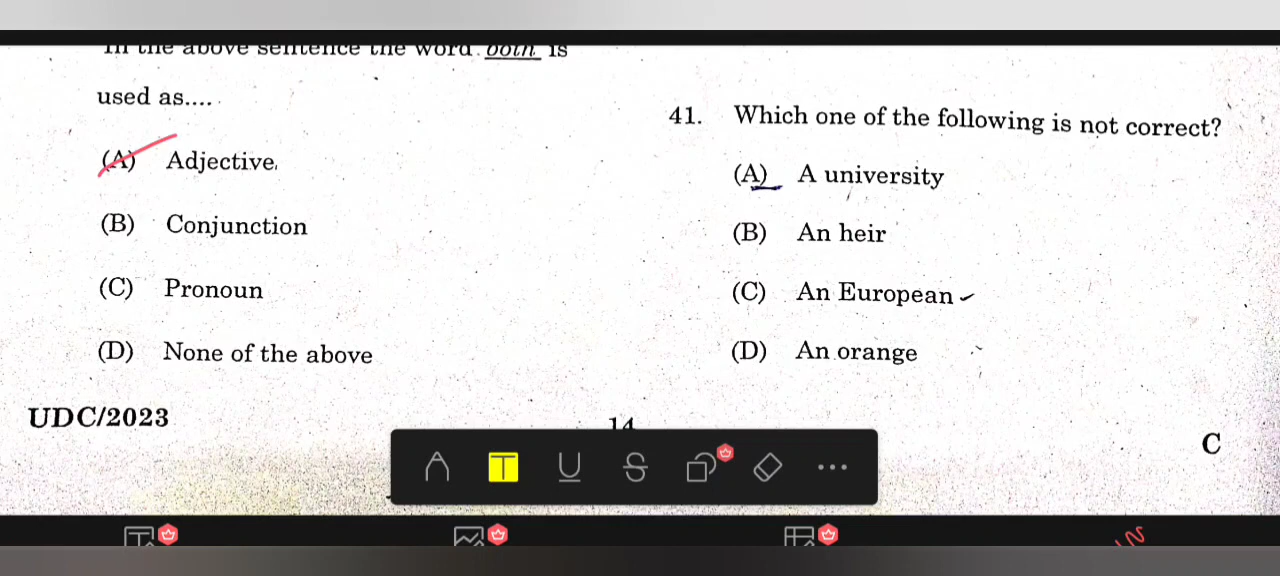 In the above sentence the word both is
used as....
(A) Adjective.
(B) Conjunction
(C) Pronoun
(D) None of the above
UDC/2023
14
41. Which one of the following is not correct?
(A) A university
(B) An heir
(C) An European
(D) An orange
C